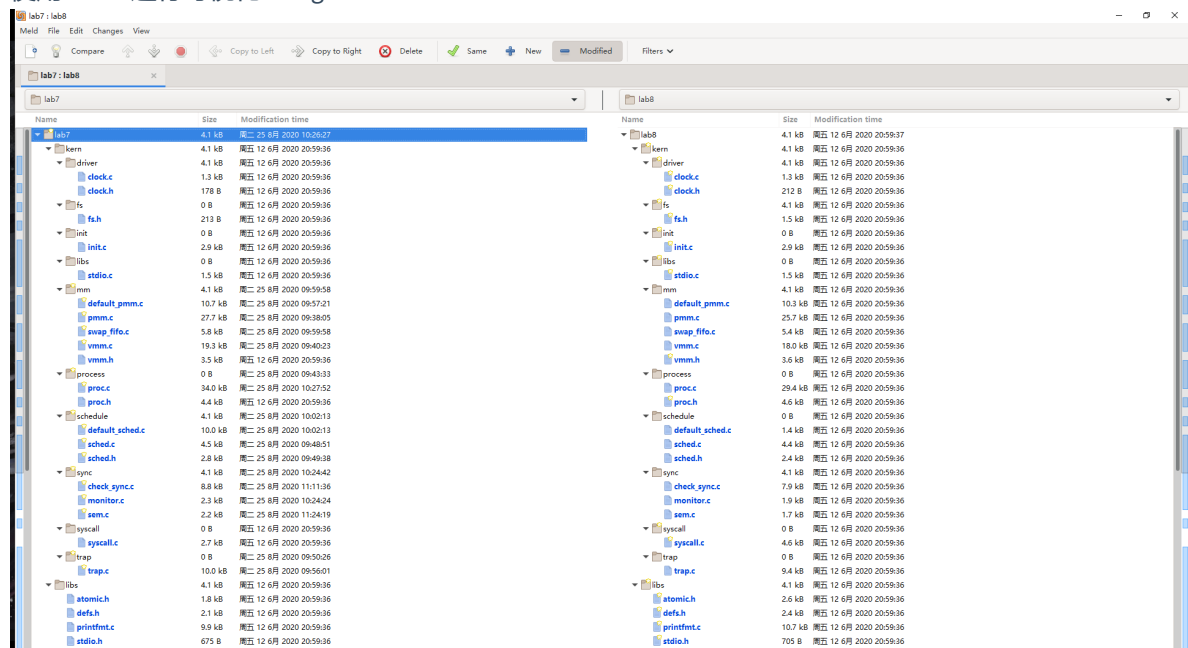 lab7 : lab8
Meld File Edit Changes View
Compare Copy to Left Copy to Right Delete Same New Modified Filters
lab7 : lab8 ×
lab7 lab8
Name Size Modification time Name Size Modification time
lab7 4.1 kB 周二 25 8月 2020 10:26:27 lab8 4.1 kB 周五 12 6月 2020 20:59:37
kern 4.1 kB 周五 12 6月 2020 20:59:36 kern 4.1 kB 周五 12 6月 2020 20:59:36
driver 4.1 kB 周五 12 6月 2020 20:59:36 driver 4.1 kB 周五 12 6月 2020 20:59:36
clock.c 1.3 kB 周五 12 6月 2020 20:59:36 clock.c 1.3 kB 周五 12 6月 2020 20:59:36
clock.h 178 B 周五 12 6月 2020 20:59:36 clock.h 212 B 周五 12 6月 2020 20:59:36
fs 0 B 周五 12 6月 2020 20:59:36 fs 4.1 kB 周五 12 6月 2020 20:59:36
fs.h 213 B 周五 12 6月 2020 20:59:36 fs.h 1.5 kB 周五 12 6月 2020 20:59:36
init 0 B 周五 12 6月 2020 20:59:36 init 0 B 周五 12 6月 2020 20:59:36
init.c 2.9 kB 周五 12 6月 2020 20:59:36 init.c 2.9 kB 周五 12 6月 2020 20:59:36
libs 0 B 周五 12 6月 2020 20:59:36 libs 0 B 周五 12 6月 2020 20:59:36
stdio.c 1.5 kB 周五 12 6月 2020 20:59:36 stdio.c 1.5 kB 周五 12 6月 2020 20:59:36
mm 4.1 kB 周二 25 8月 2020 09:59:58 mm 4.1 kB 周五 12 6月 2020 20:59:36
default_pmm.c 10.7 kB 周二 25 8月 2020 09:57:21 default_pmm.c 10.3 kB 周五 12 6月 2020 20:59:36
pmm.c 27.7 kB 周二 25 8月 2020 09:38:05 pmm.c 25.7 kB 周五 12 6月 2020 20:59:36
swap_fifo.c 5.8 kB 周二 25 8月 2020 09:59:58 swap_fifo.c 5.4 kB 周五 12 6月 2020 20:59:36
vmm.c 19.3 kB 周二 25 8月 2020 09:40:23 vmm.c 18.0 kB 周五 12 6月 2020 20:59:36
vmm.h 3.5 kB 周五 12 6月 2020 20:59:36 vmm.h 3.6 kB 周五 12 6月 2020 20:59:36
process 0 B 周二 25 8月 2020 09:43:33 process 0 B 周五 12 6月 2020 20:59:36
proc.c 34.0 kB 周二 25 8月 2020 10:27:52 proc.c 29.4 kB 周五 12 6月 2020 20:59:36
proc.h 4.4 kB 周五 12 6月 2020 20:59:36 proc.h 4.6 kB 周五 12 6月 2020 20:59:36
schedule 4.1 kB 周二 25 8月 2020 10:02:13 schedule 0 B 周五 12 6月 2020 20:59:36
default_sched.c 10.0 kB 周二 25 8月 2020 10:02:13 default_sched.c 1.4 kB 周五 12 6月 2020 20:59:36
sched.c 4.5 kB 周二 25 8月 2020 09:48:51 sched.c 4.4 kB 周五 12 6月 2020 20:59:36
sched.h 2.8 kB 周二 25 8月 2020 09:49:38 sched.h 2.4 kB 周五 12 6月 2020 20:59:36
sync 4.1 kB 周二 25 8月 2020 10:24:42 sync 4.1 kB 周五 12 6月 2020 20:59:36
check_sync.c 8.8 kB 周二 25 8月 2020 11:11:36 check_sync.c 7.9 kB 周五 12 6月 2020 20:59:36
monitor.c 2.3 kB 周二 25 8月 2020 10:24:24 monitor.c 1.9 kB 周五 12 6月 2020 20:59:36
sem.c 2.2 kB 周二 25 8月 2020 11:24:19 sem.c 1.7 kB 周五 12 6月 2020 20:59:36
syscall 0 B 周五 12 6月 2020 20:59:36 syscall 0 B 周五 12 6月 2020 20:59:36
syscall.c 2.7 kB 周五 12 6月 2020 20:59:36 syscall.c 4.6 kB 周五 12 6月 2020 20:59:36
trap 0 B 周二 25 8月 2020 09:50:26 trap 0 B 周五 12 6月 2020 20:59:36
trap.c 10.0 kB 周二 25 8月 2020 09:56:01 trap.c 9.4 kB 周五 12 6月 2020 20:59:36
libs 4.1 kB 周五 12 6月 2020 20:59:36 libs 4.1 kB 周五 12 6月 2020 20:59:36
atomic.h 1.8 kB 周五 12 6月 2020 20:59:36 atomic.h 2.6 kB 周五 12 6月 2020 20:59:36
defs.h 2.1 kB 周五 12 6月 2020 20:59:36 defs.h 2.4 kB 周五 12 6月 2020 20:59:36
printfmt.c 9.9 kB 周五 12 6月 2020 20:59:36 printfmt.c 10.7 kB 周五 12 6月 2020 20:59:36
stdio.h 675 B 周五 12 6月 2020 20:59:36 stdio.h 705 B 周五 12 6月 2020 20:59:36